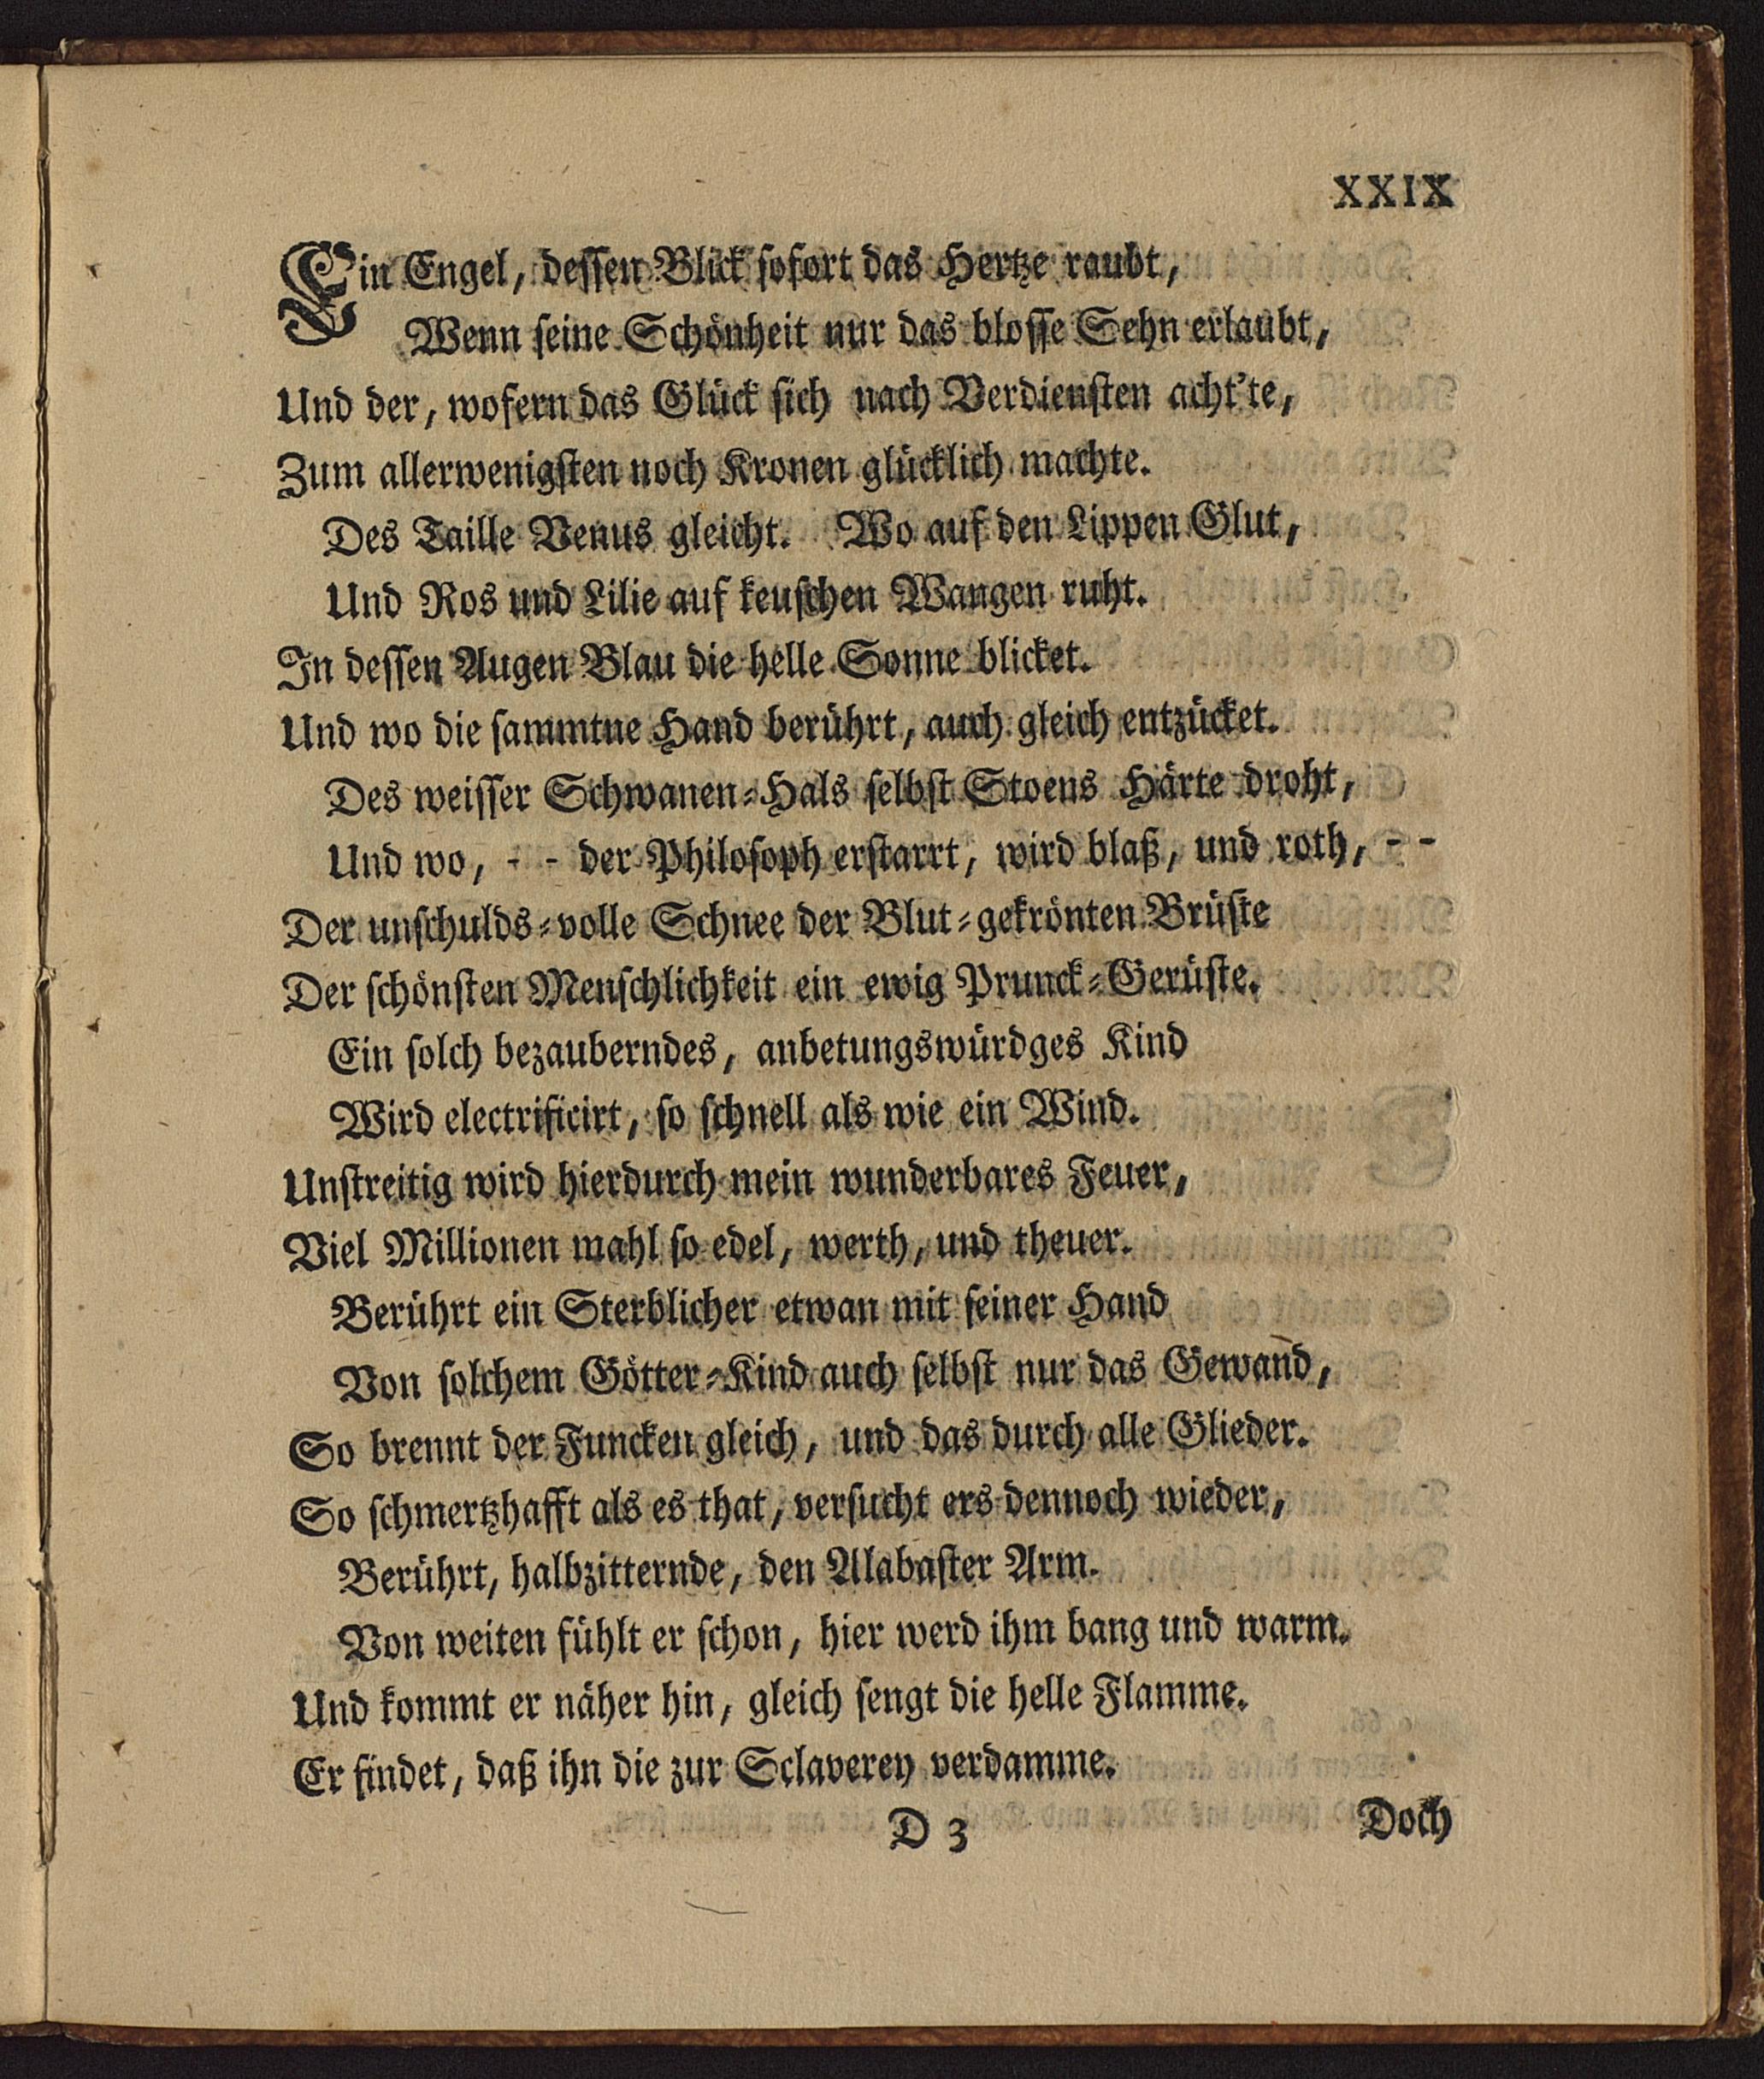 XXIX
Ein Engel, dessen Blick sofort das Hertze raubt,
Wenn seine Schönheit nur das blosse Sehn erlaubt,
Und der, wofern das Glück sich nach Verdiensten acht'te,
Zum allerwenigsten noch Kronen glücklich machte.
Des Taille Venus gleicht. Wo auf den Lippen Glut,
Und Ros und Lilie auf keuschen Wangen ruht.
In dessen Augen Blau die helle Sonne blicket.
Und wo die sammtne Hand berührt, auch gleich entzücket.
Des weisser Schwanen-Hals selbst Stoens Härte droht,
Und wo, - - der Philosoph erstarrt, wird blaß, und roth, - -
Der unschulds-volle Schnee der Blut-gekrönten Brüste
Der schönsten Menschlichkeit ein ewig Prunck-Gerüste.
Ein solch bezauberndes, anbetungswürdges Kind
Wird electrificirt, so schnell als wie ein Wind.
Unstreitig wird hierdurch mein wunderbares Feuer,
Viel Millionen mahl so edel, werth, und theuer.
Berührt ein Sterblicher etwan mit seiner Hand
Von solchem Götter-Kind auch selbst nur das Gewand,
So brennt der Funcken gleich, und das durch alle Glieder.
So schmertzhafft als es that, versucht ers dennoch wieder,
Berührt, halbzitternde, den Alabaster Arm.
Von weiten fühlt er schon, hier werd ihm bang und warm.
Und kommt er näher hin, gleich sengt die helle Flamme.
Er findet, daß ihn die zur Sclaverey verdamme.
D 3 Doch